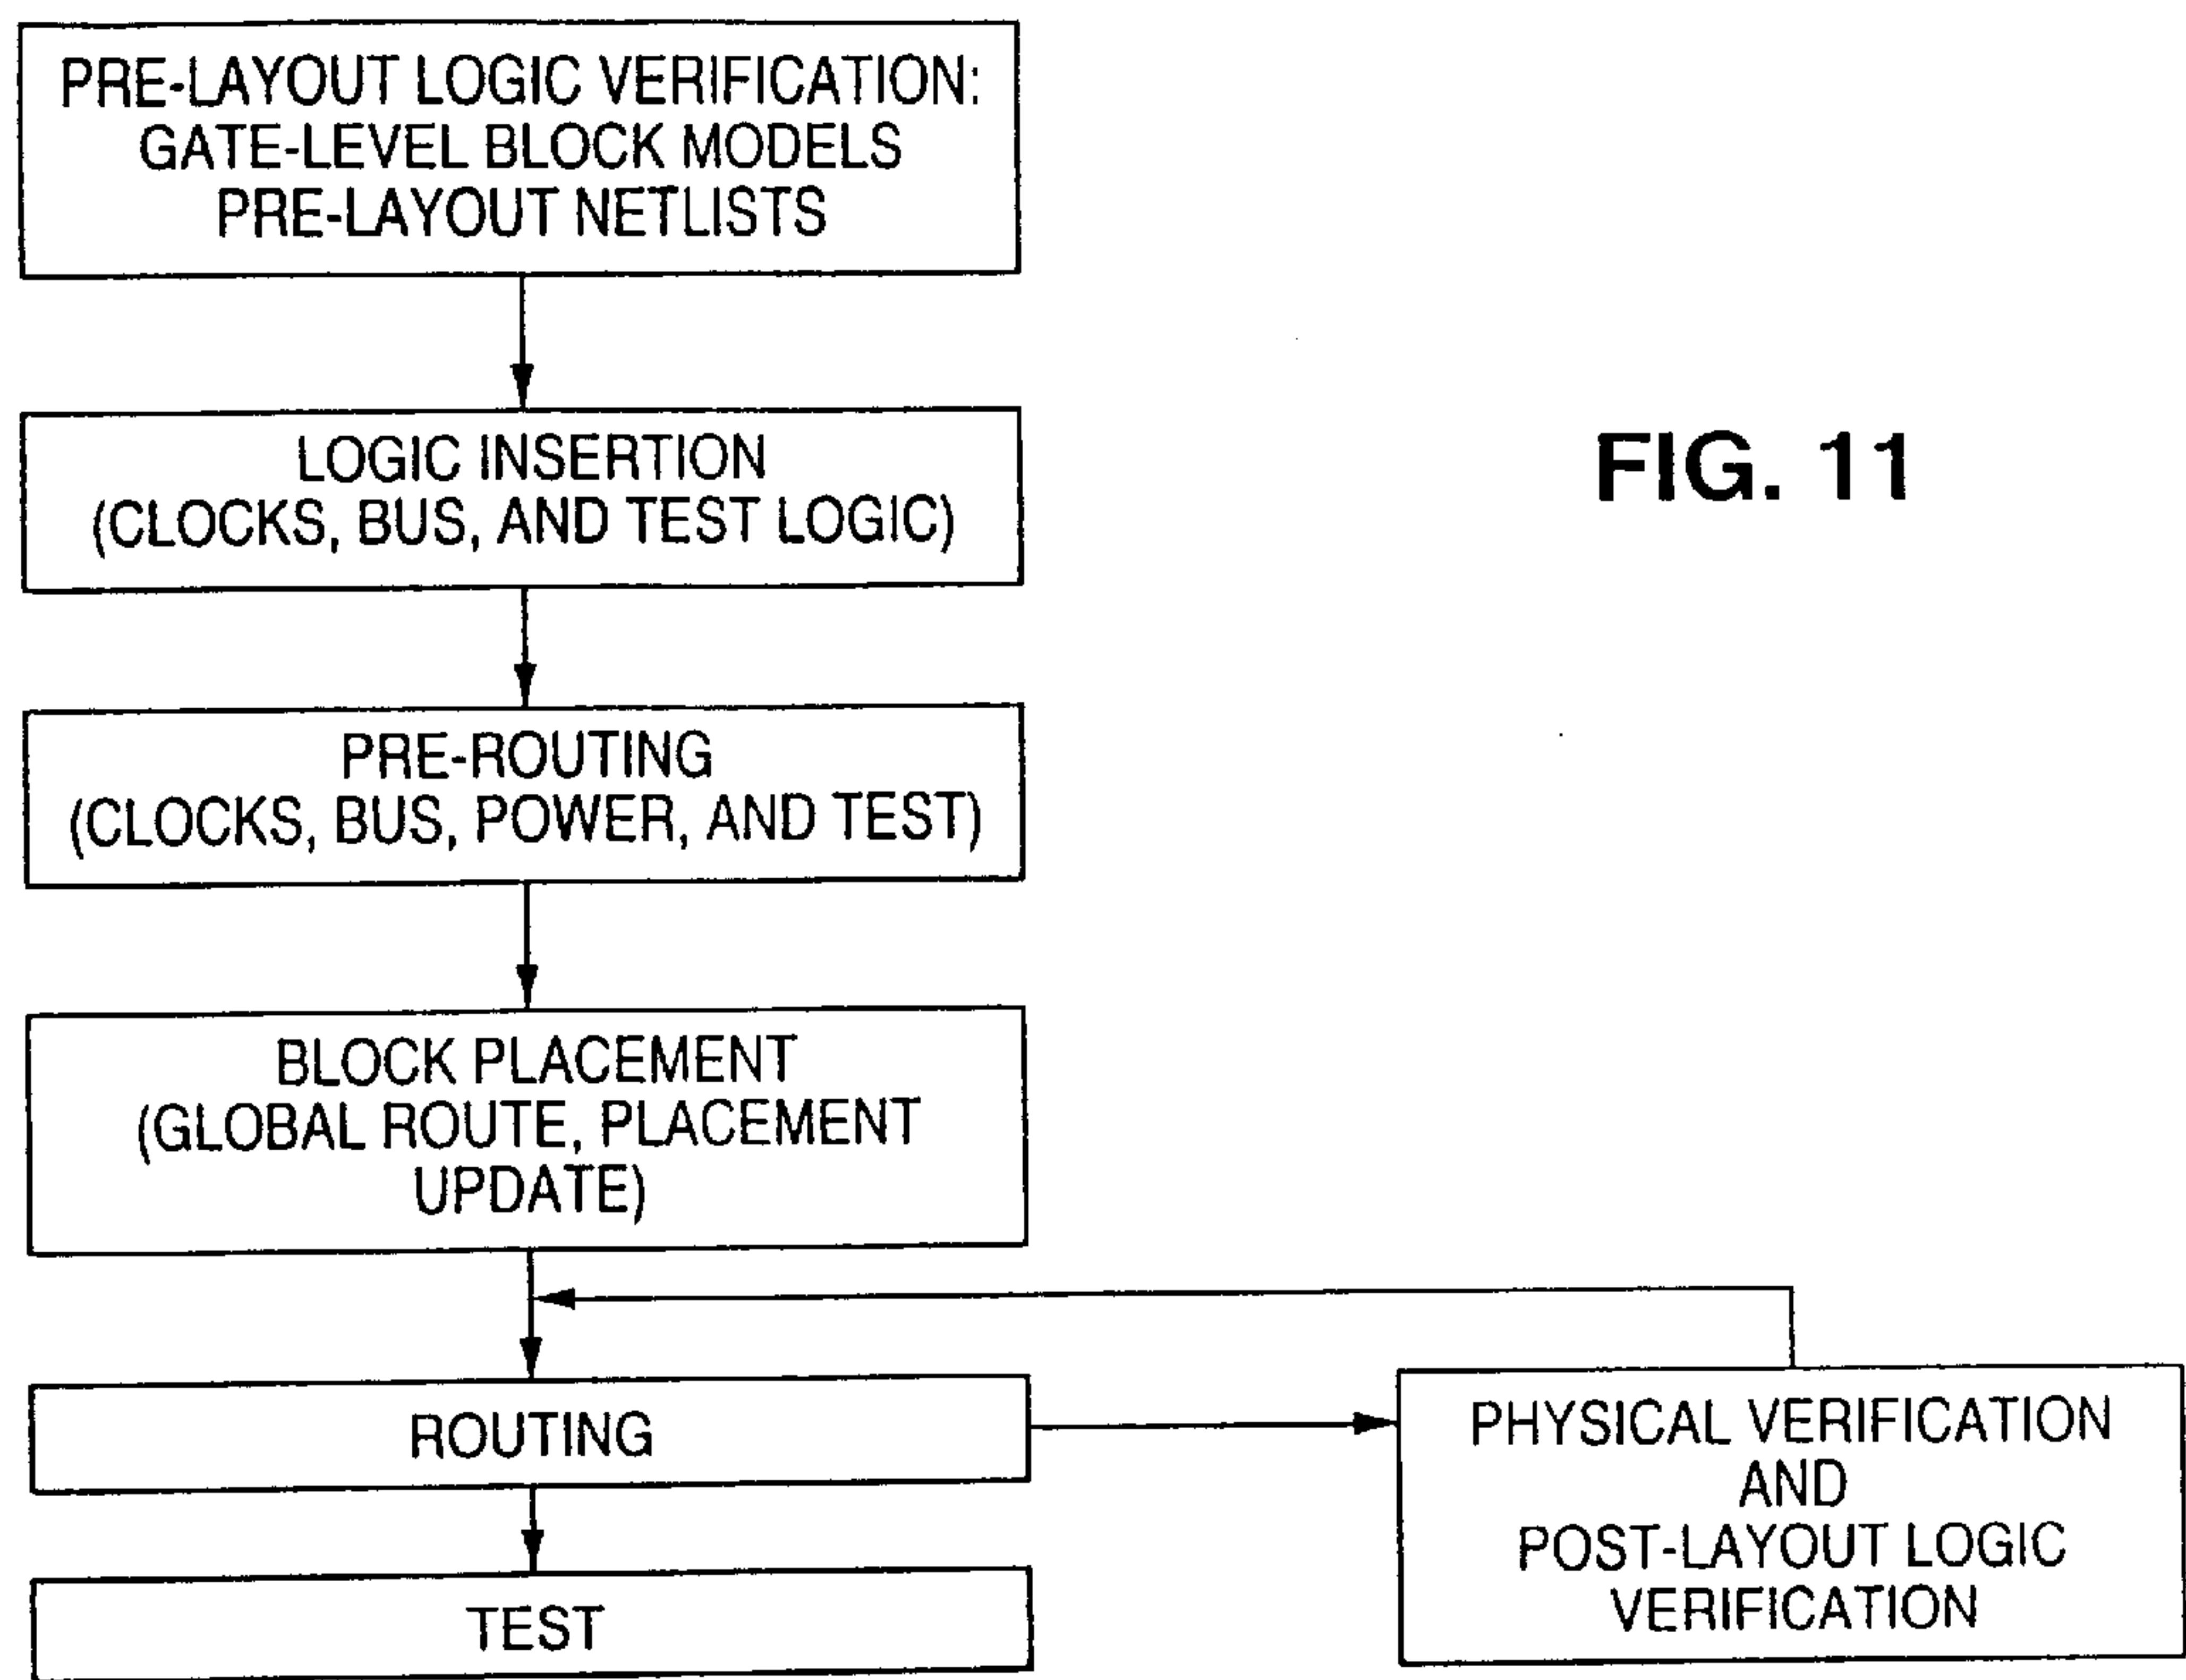 PRE-LAYOUT LOGIC VERIFICATION:
GATE-LEVEL BLOCK MODELS
PRE-LAYOUT NETLISTS
LOGIC INSERTION
(CLOCKS, BUS, AND TEST LOGIC)
FIG. 11
PRE-ROUTING
(CLOCKS, BUS, POWER, AND TEST)
BLOCK PLACEMENT
(GLOBAL ROUTE, PLACEMENT
UPDATE)
ROUTING
PHYSICAL VERIFICATION
AND
POST-LAYOUT LOGIC
VERIFICATION
TEST